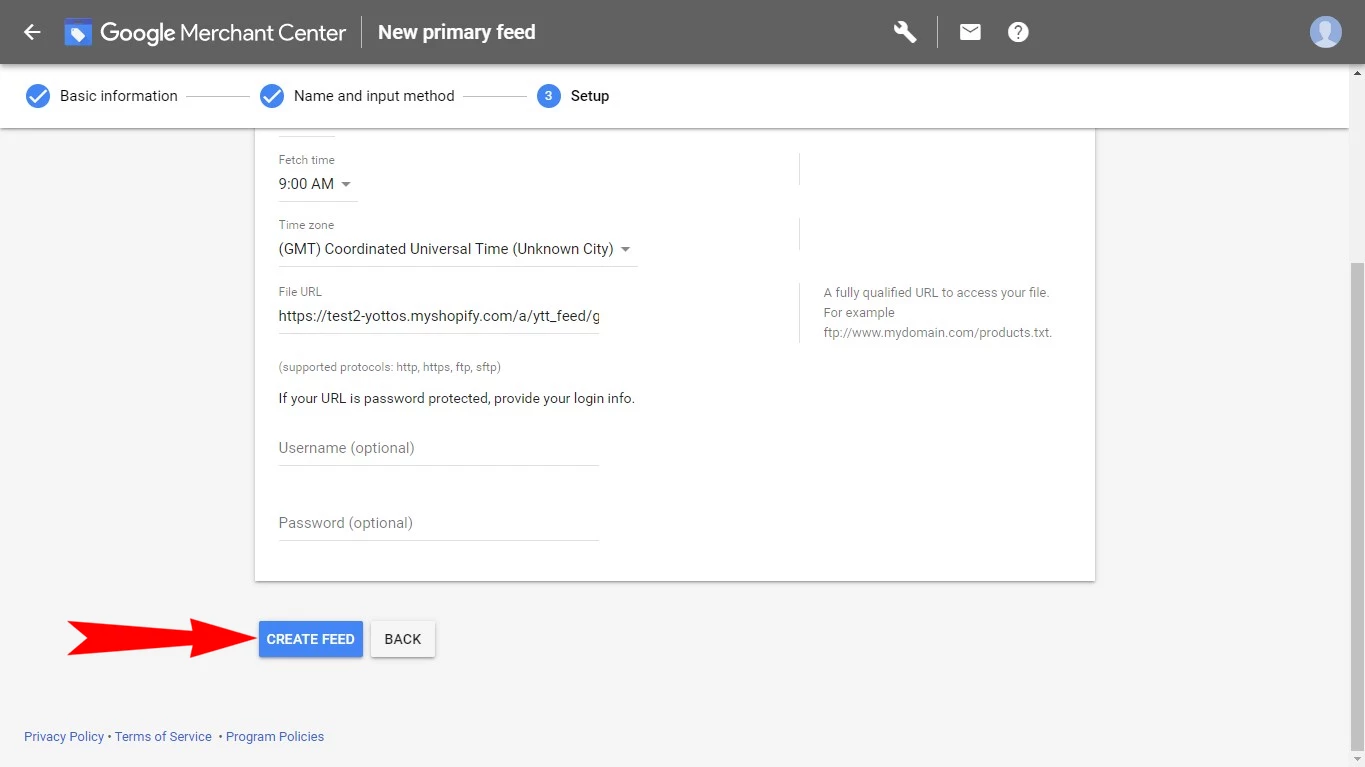 Google Merchant Center New primary feed
Basic information Name and input method 3 Setup
Fetch time
9:00 AM
Time zone
(GMT) Coordinated Universal Time (Unknown City)
File URL
https://test2-yottos.myshopify.com/a/ytt_feed/g
A fully qualified URL to access your file.
For example
ftp://www.mydomain.com/products.txt.
(supported protocols: http, https, ftp, sftp)
If your URL is password protected, provide your login info.
Username (optional)
Password (optional)
CREATE FEED BACK
Privacy Policy • Terms of Service • Program Policies